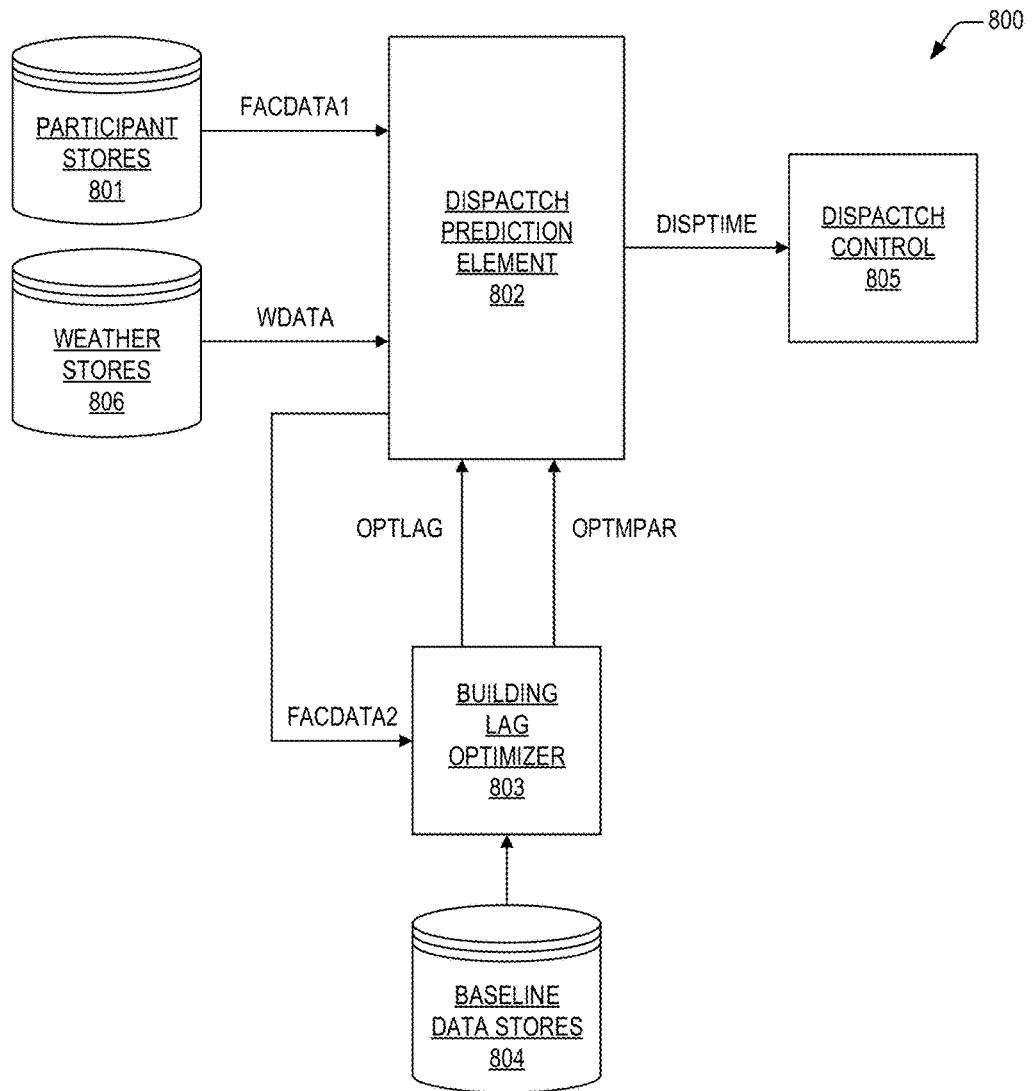 800
PARTICIPANT
STORES
801
FACDATA1
DISPACTCH
PREDICTION
ELEMENT
802
DISPTIME
DISPACTCH
CONTROL
805
WEATHER
STORES
806
WDATA
OPTLAG
OPTMPAR
FACDATA2
BUILDING
LAG
OPTIMIZER
803
BASELINE
DATA STORES
804